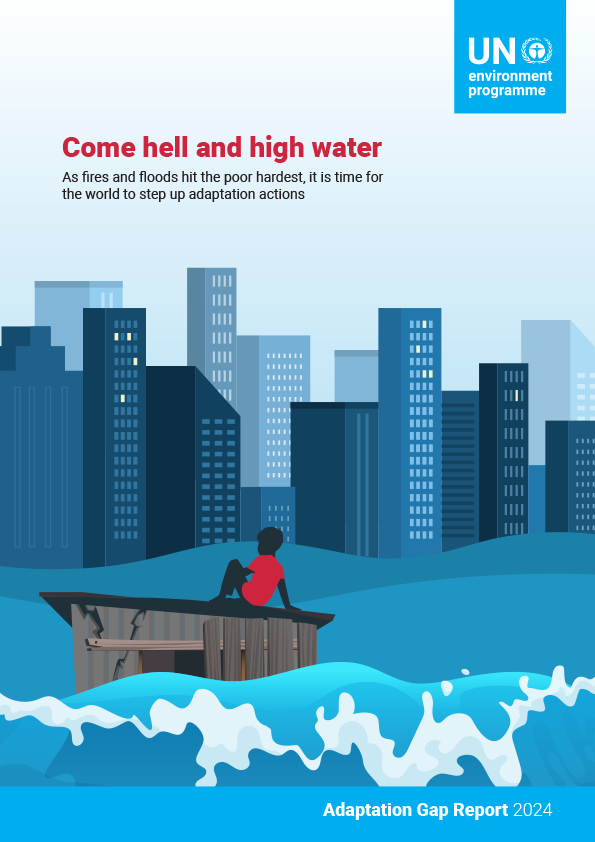 UN
environment
programme
Come hell and high water
As fires and floods hit the poor hardest, it is time for
the world to step up adaptation actions
Adaptation Gap Report 2024